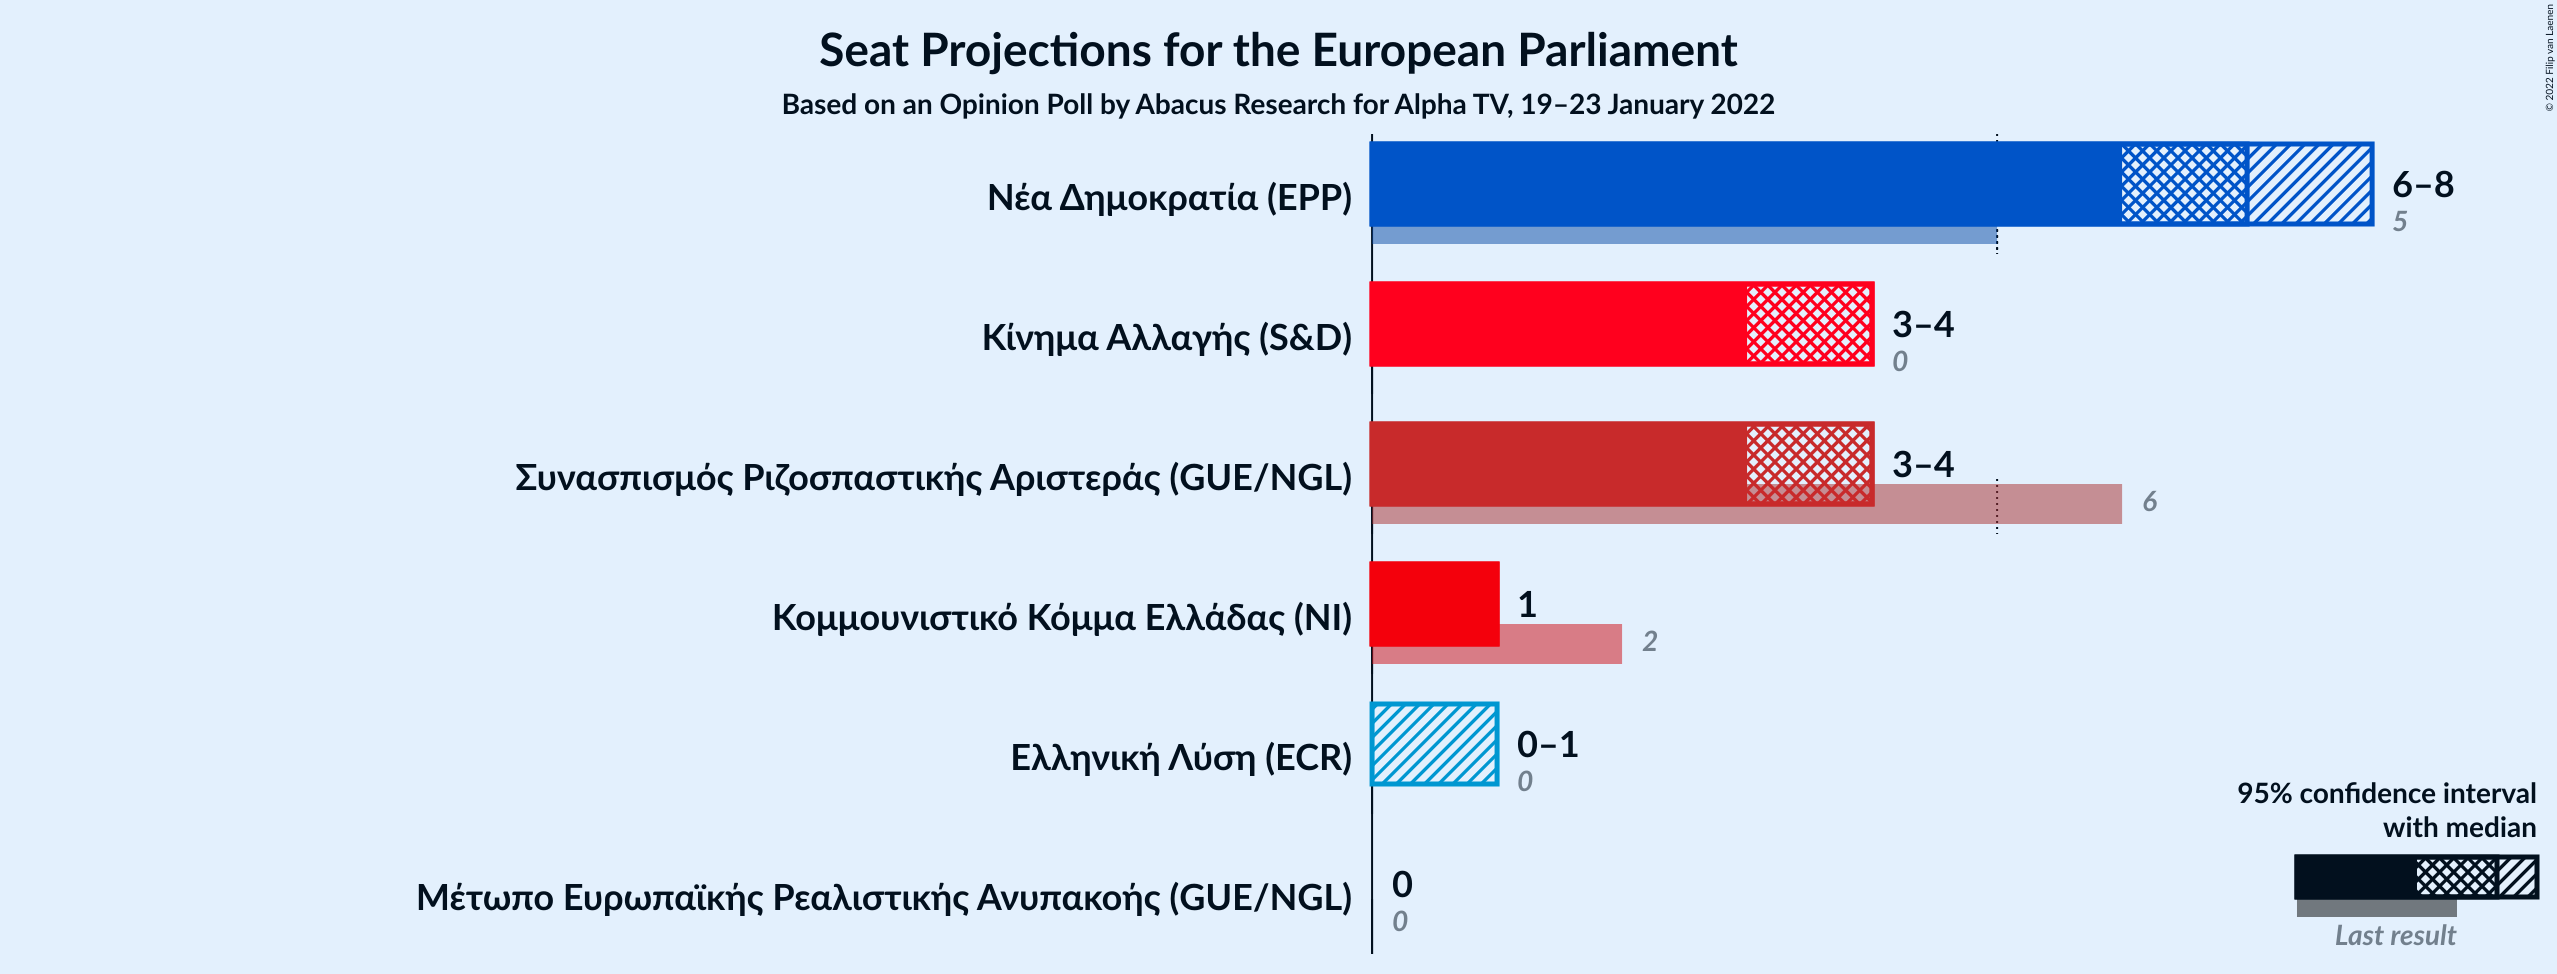 Seat Projections for the European Parliament
Based on an Opinion Poll by Abacus Research for Alpha TV, 19–23 January 2022
© 2022 Filip van Laenen
Νέα Δημοκρατία (EPP)
6–8
5
Κίνημα Αλλαγής (S&D)
3–4
0
Συνασπισμός Ριζοσπαστικής Αριστεράς (GUE/NGL)
3–4
6
Κομμουνιστικό Κόμμα Ελλάδας (NI)
1
2
Ελληνική Λύση (ECR)
0–1
0
Μέτωπο Ευρωπαϊκής Ρεαλιστικής Ανυπακοής (GUE/NGL)
0
0
95% confidence interval
with median
Last result